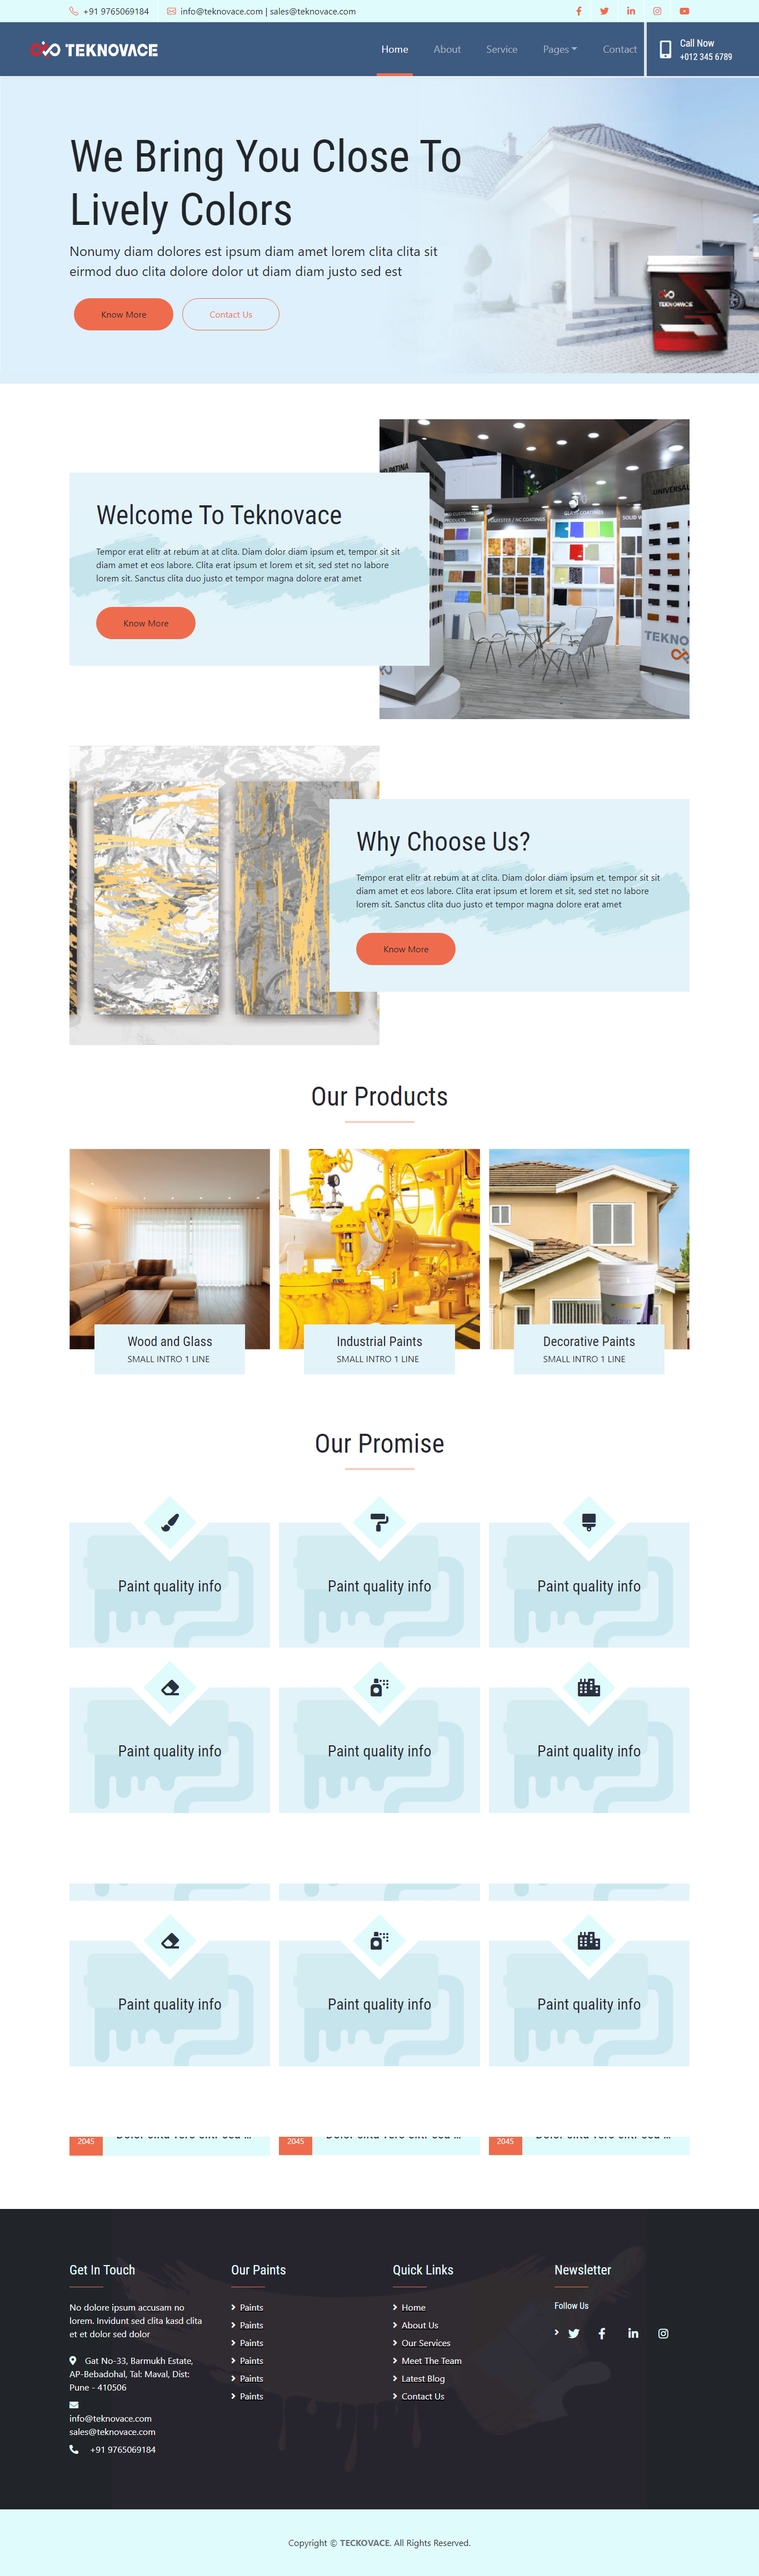 +91 9765069184 info@teknovace.com | sales@teknovace.com
TEKNOVACE Home About Service Pages Contact Call Now
+012 345 6789
We Bring You Close To
Lively Colors
Nonumy diam dolores est ipsum diam amet lorem clita clita sit
eirmod duo clita dolore dolor ut diam diam justo sed est
Know More Contact Us
TEKNOVACE
Welcome To Teknovace
Tempor erat elitr at rebum at at clita. Diam dolor diam ipsum et, tempor sit sit
diam amet et eos labore. Clita erat ipsum et lorem et sit, sed stet no labore
lorem sit. Sanctus clita duo justo et tempor magna dolore erat amet
Know More
PATINA
UNIVERSAL
TEKNO
Why Choose Us?
Tempor erat elitr at rebum at at clita. Diam dolor diam ipsum et, tempor sit sit
diam amet et eos labore. Clita erat ipsum et lorem et sit, sed stet no labore
lorem sit. Sanctus clita duo justo et tempor magna dolore erat amet
Know More
Our Products
Wood and Glass
SMALL INTRO 1 LINE
Industrial Paints
SMALL INTRO 1 LINE
Decorative Paints
SMALL INTRO 1 LINE
Our Promise
Paint quality info Paint quality info Paint quality info
Paint quality info Paint quality info Paint quality info
Paint quality info Paint quality info Paint quality info
2045 2045 2045
Get In Touch
No dolore ipsum accusam no
lorem. Invidunt sed clita kasd clita
et et dolor sed dolor
Gat No-33, Barmukh Estate,
AP-Bebadohal, Tal: Maval, Dist:
Pune - 410506
info@teknovace.com
sales@teknovace.com
+91 9765069184
Our Paints
Paints
Paints
Paints
Paints
Paints
Paints
Quick Links
Home
About Us
Our Services
Meet The Team
Latest Blog
Contact Us
Newsletter
Follow Us
Copyright © TECKOVACE. All Rights Reserved.